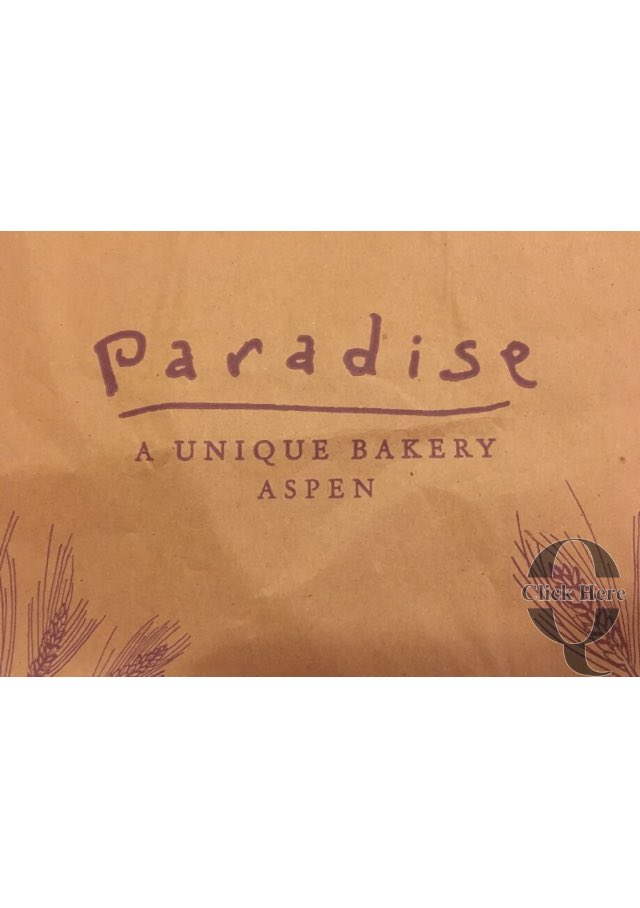 Paradise
A UNIQUE BAKERY
ASPEN
Q
Click Here